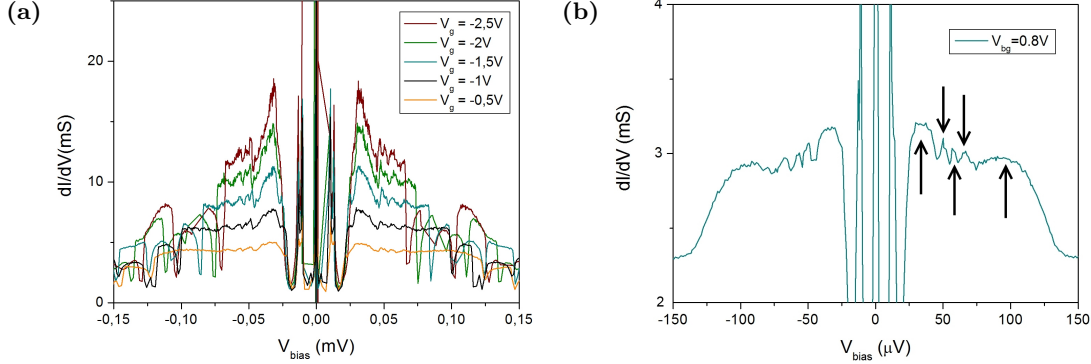 (a)
dI/dV(mS)
20
10
0
V_g = -2,5V
V_g = -2V
V_g = -1,5V
V_g = -1V
V_g = -0,5V
-0,15 -0,10 -0,05 0,00 0,05 0,10 0,15
V_bias (mV)
(b)
dI/dV (mS)
4
3
2
V_bg=0.8V
-150 -100 -50 0 50 100 150
V_bias (μV)